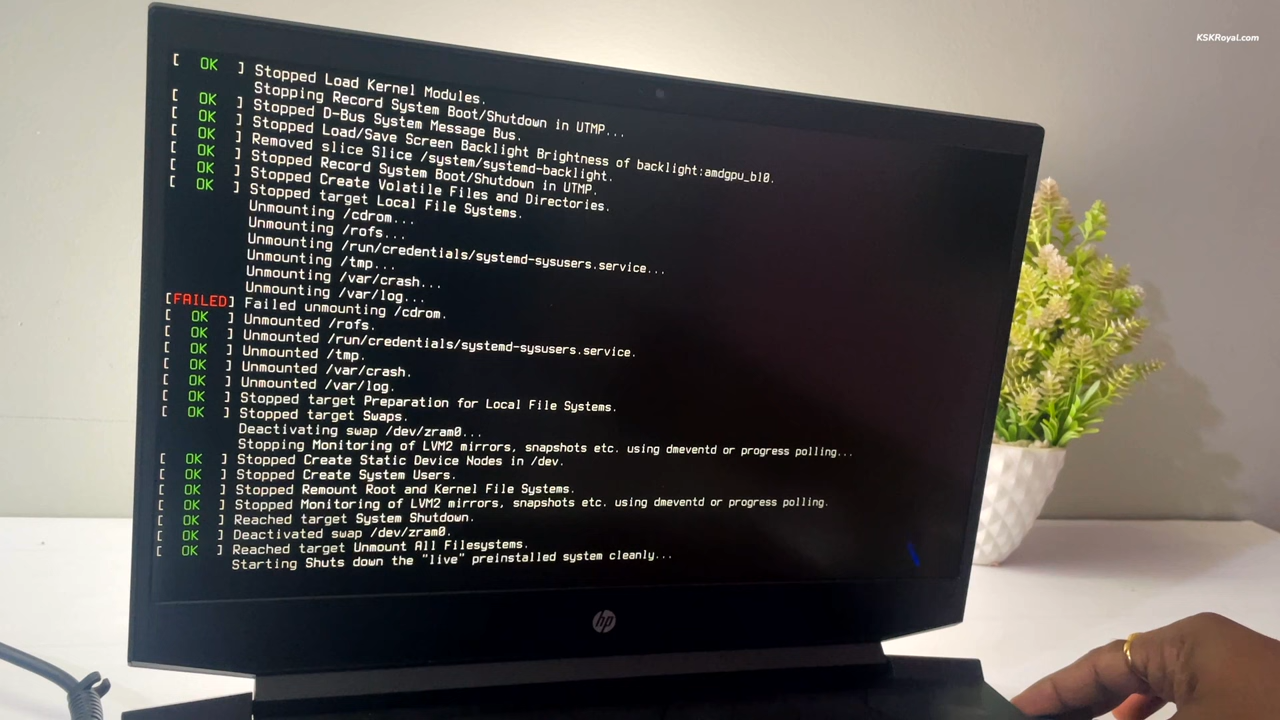 KSKRoyal.com
[ OK ] Stopped Load Kernel Modules.
Stopping Record System Boot/Shutdown in UTMP...
[ OK ] Stopped D-Bus System Message Bus.
[ OK ] Stopped Load/Save Screen Backlight Brightness of backlight:amdgpu_bl0.
[ OK ] Removed slice Slice /system/systemd-backlight.
[ OK ] Stopped Record System Boot/Shutdown in UTMP.
[ OK ] Stopped Create Volatile Files and Directories.
[ OK ] Stopped target Local File Systems.
Unmounting /cdrom...
Unmounting /rofs...
Unmounting /run/credentials/systemd-sysusers.service...
Unmounting /tmp...
Unmounting /var/crash...
Unmounting /var/log...
[FAILED] Failed unmounting /cdrom.
[ OK ] Unmounted /rofs.
[ OK ] Unmounted /run/credentials/systemd-sysusers.service.
[ OK ] Unmounted /tmp.
[ OK ] Unmounted /var/crash.
[ OK ] Unmounted /var/log.
[ OK ] Stopped target Preparation for Local File Systems.
[ OK ] Stopped target Swaps.
Deactivating swap /dev/zram0...
Stopping Monitoring of LVM2 mirrors, snapshots etc. using dmeventd or progress polling...
[ OK ] Stopped Create Static Device Nodes in /dev.
[ OK ] Stopped Create System Users.
[ OK ] Stopped Remount Root and Kernel File Systems.
[ OK ] Stopped Monitoring of LVM2 mirrors, snapshots etc. using dmeventd or progress polling.
[ OK ] Reached target System Shutdown.
[ OK ] Deactivated swap /dev/zram0.
[ OK ] Reached target Unmount All Filesystems.
Starting Shuts down the "live" preinstalled system cleanly...
hp